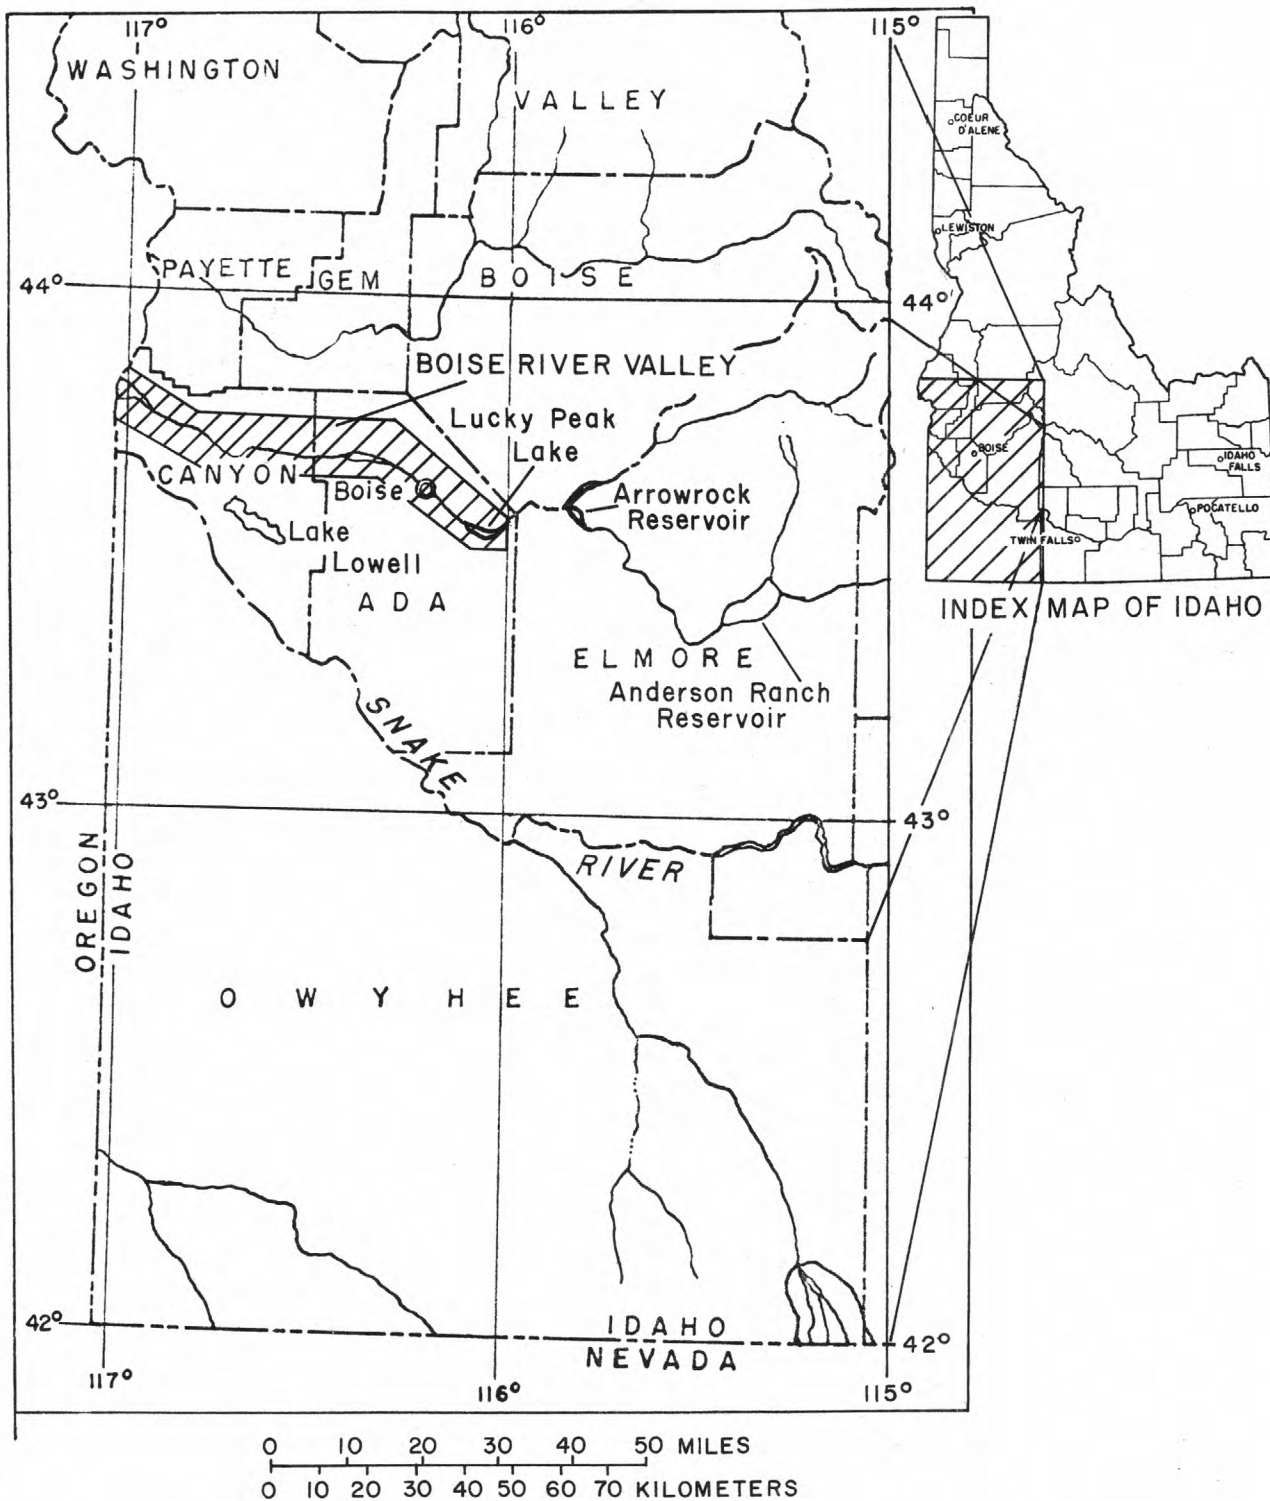 117°
116°
115°
WASHINGTON
VALLEY
COEUR
D'ALENE
LEWISTON
PAYETTE
GEM
BOISE
44°
44°
BOISE RIVER VALLEY
Lucky Peak
Lake
CANYON
Boise
Arrowrock
Reservoir
Lake
Lowell
ADA
BOISE
IDAHO
FALLS
POCATELLO
TWIN FALLS
INDEX MAP OF IDAHO
ELMORE
Anderson Ranch
Reservoir
SNAKE
43°
43°
RIVER
OREGON
IDAHO
OWYHEE
42°
IDAHO
NEVADA
42°
117°
116°
115°
0 10 20 30 40 50 MILES
0 10 20 30 40 50 60 70 KILOMETERS